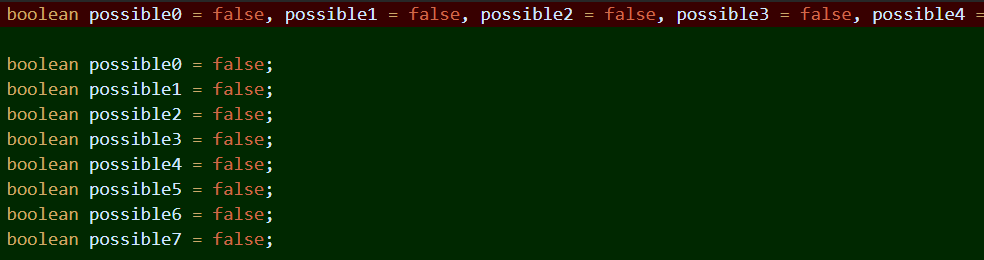 boolean possible0 = false, possible1 = false, possible2 = false, possible3 = false, possible4 =
boolean possible0 = false;
boolean possible1 = false;
boolean possible2 = false;
boolean possible3 = false;
boolean possible4 = false;
boolean possible5 = false;
boolean possible6 = false;
boolean possible7 = false;